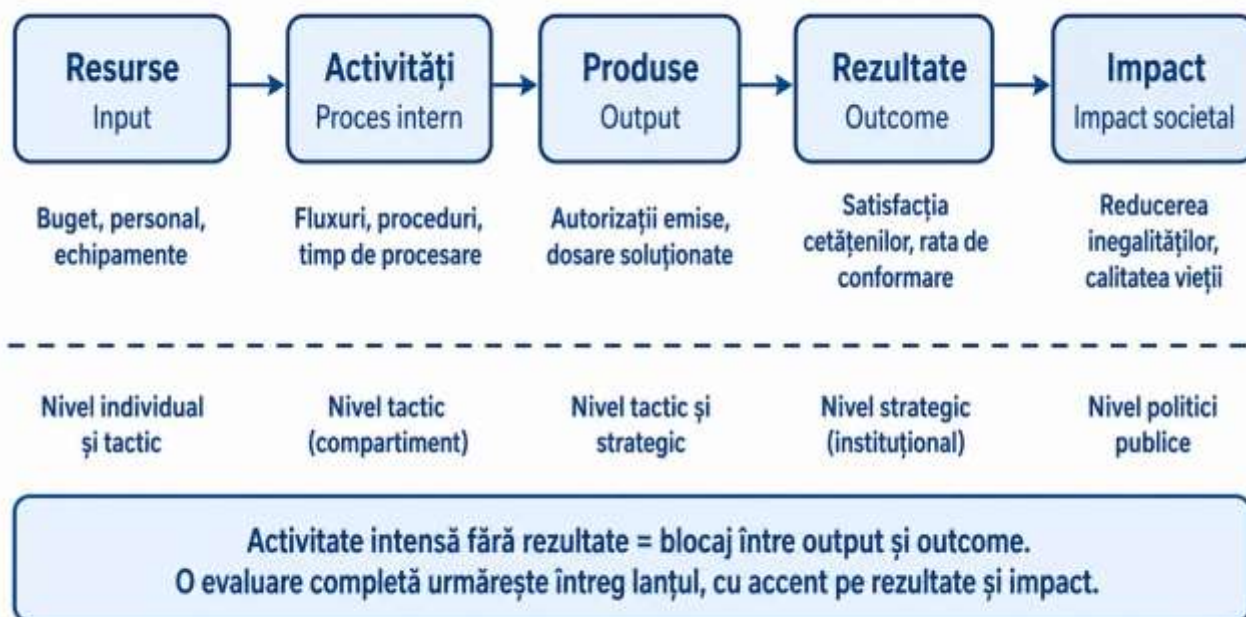 Resurse
Input
Activități
Proces intern
Produse
Output
Rezultate
Outcome
Impact
Impact societal
Buget, personal,
echipamente
Fluxuri, proceduri,
timp de procesare
Autorizații emise,
dosare soluționate
Satisfacția
cetățenilor, rata de
conformare
Reducerea
inegalităților,
calitatea vieții
Nivel individual
și tactic
Nivel tactic
(compartiment)
Nivel tactic și
strategic
Nivel strategic
(instituțional)
Nivel politici
publice
Activitate intensă fără rezultate = blocaj între output și outcome.
O evaluare completă urmărește întreg lanțul, cu accent pe rezultate și impact.